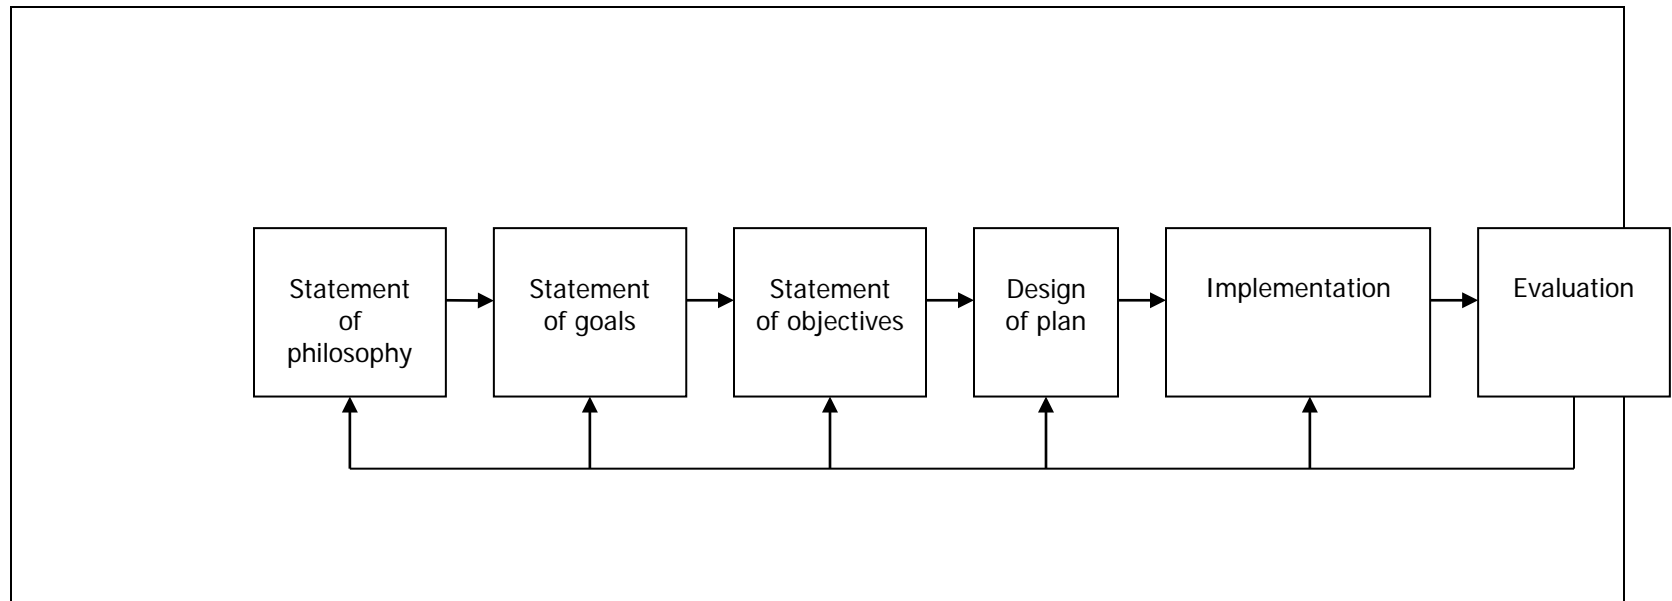 Statement
of
philosophy
Statement
of goals
Statement
of objectives
Design
of plan
Implementation
Evaluation